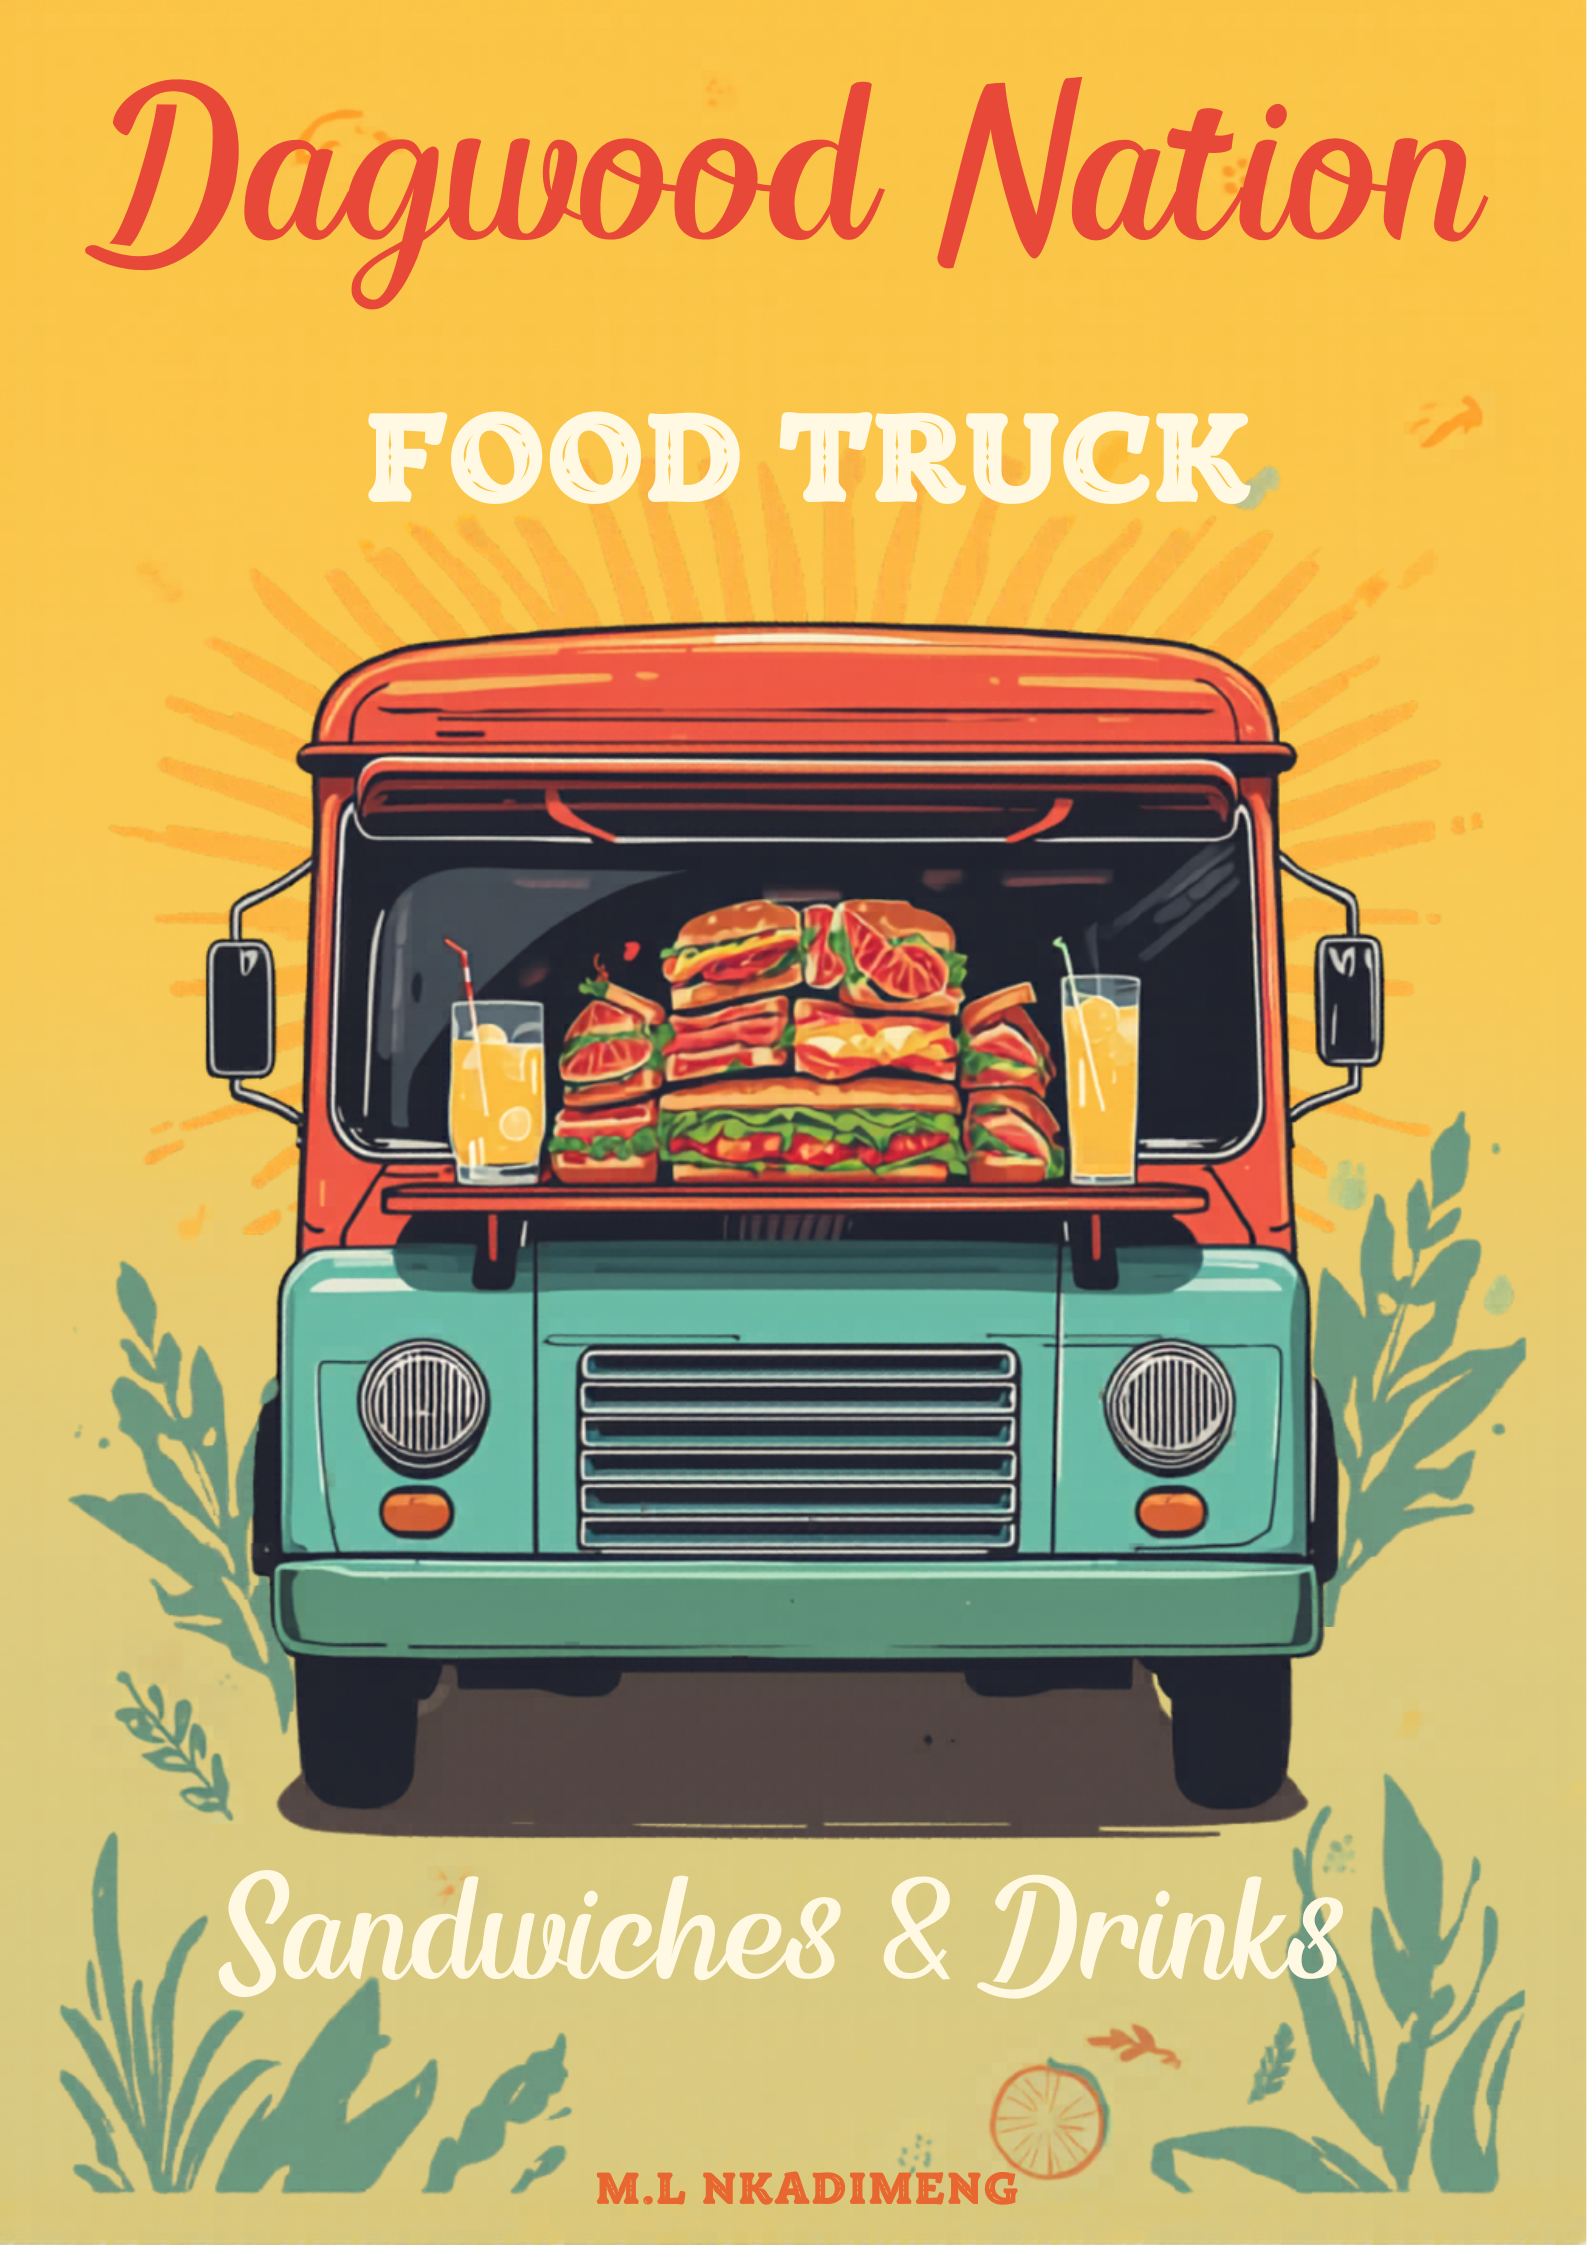 Dagwood Nation
FOOD TRUCK
Sandwiches & Drinks
M.L NKADIMENG